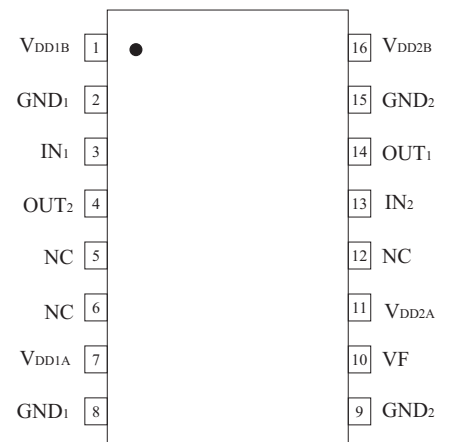 VDD1B 1 16 VDD2B
GND1 2 15 GND2
IN1 3 14 OUT1
OUT2 4 13 IN2
NC 5 12 NC
NC 6 11 VDD2A
VDD1A 7 10 VF
GND1 8 9 GND2